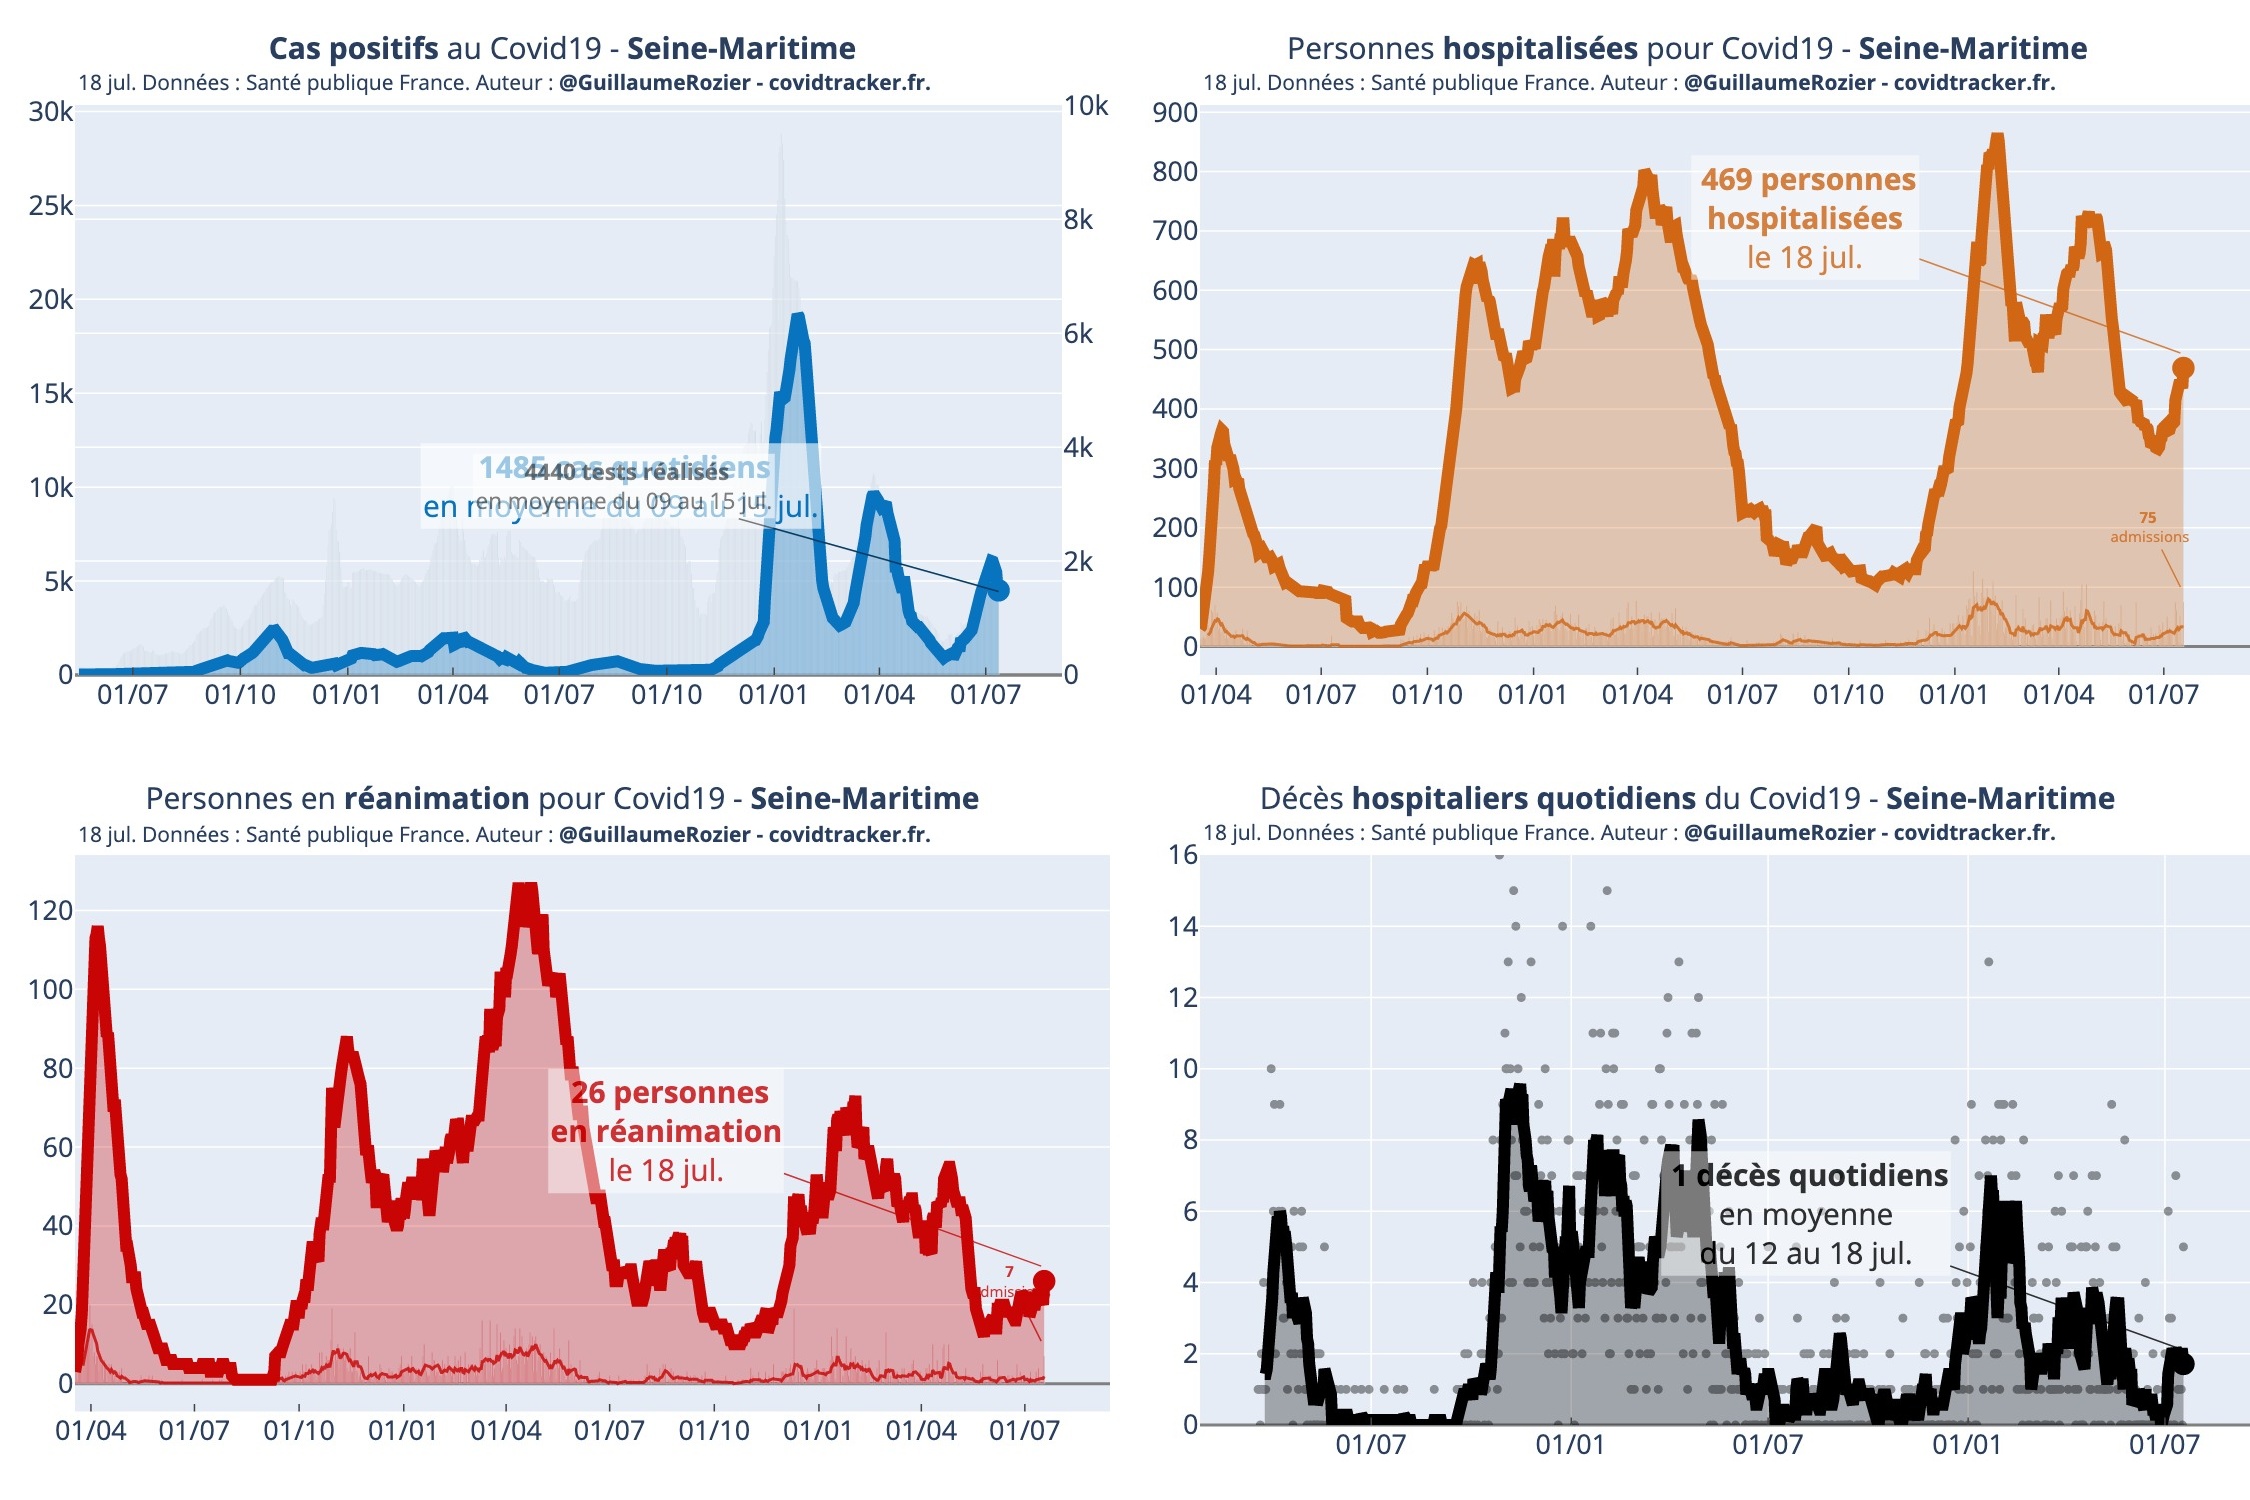 Cas positifs au Covid19 - Seine-Maritime
18 jul. Données : Santé publique France. Auteur : @GuillaumeRozier - covidtracker.fr.
30k
25k
20k
15k
10k
5k
0
10k
8k
6k
4k
2k
0
1485 cas quotidiens
en moyenne du 09 au 15 jul.
4440 tests réalisés
en moyenne du 09 au 15 jul.
01/07 01/10 01/01 01/04 01/07 01/10 01/01 01/04 01/07
Personnes hospitalisées pour Covid19 - Seine-Maritime
18 jul. Données : Santé publique France. Auteur : @GuillaumeRozier - covidtracker.fr.
900
800
700
600
500
400
300
200
100
0
469 personnes
hospitalisées
le 18 jul.
75
admissions
01/04 01/07 01/10 01/01 01/04 01/07 01/10 01/01 01/04 01/07
Personnes en réanimation pour Covid19 - Seine-Maritime
18 jul. Données : Santé publique France. Auteur : @GuillaumeRozier - covidtracker.fr.
120
100
80
60
40
20
0
26 personnes
en réanimation
le 18 jul.
7
01/04 01/07 01/10 01/01 01/04 01/07 01/10 01/01 01/04 01/07
Décès hospitaliers quotidiens du Covid19 - Seine-Maritime
18 jul. Données : Santé publique France. Auteur : @GuillaumeRozier - covidtracker.fr.
16
14
12
10
8
6
4
2
0
1 décès quotidiens
en moyenne
du 12 au 18 jul.
01/07 01/01 01/07 01/01 01/07